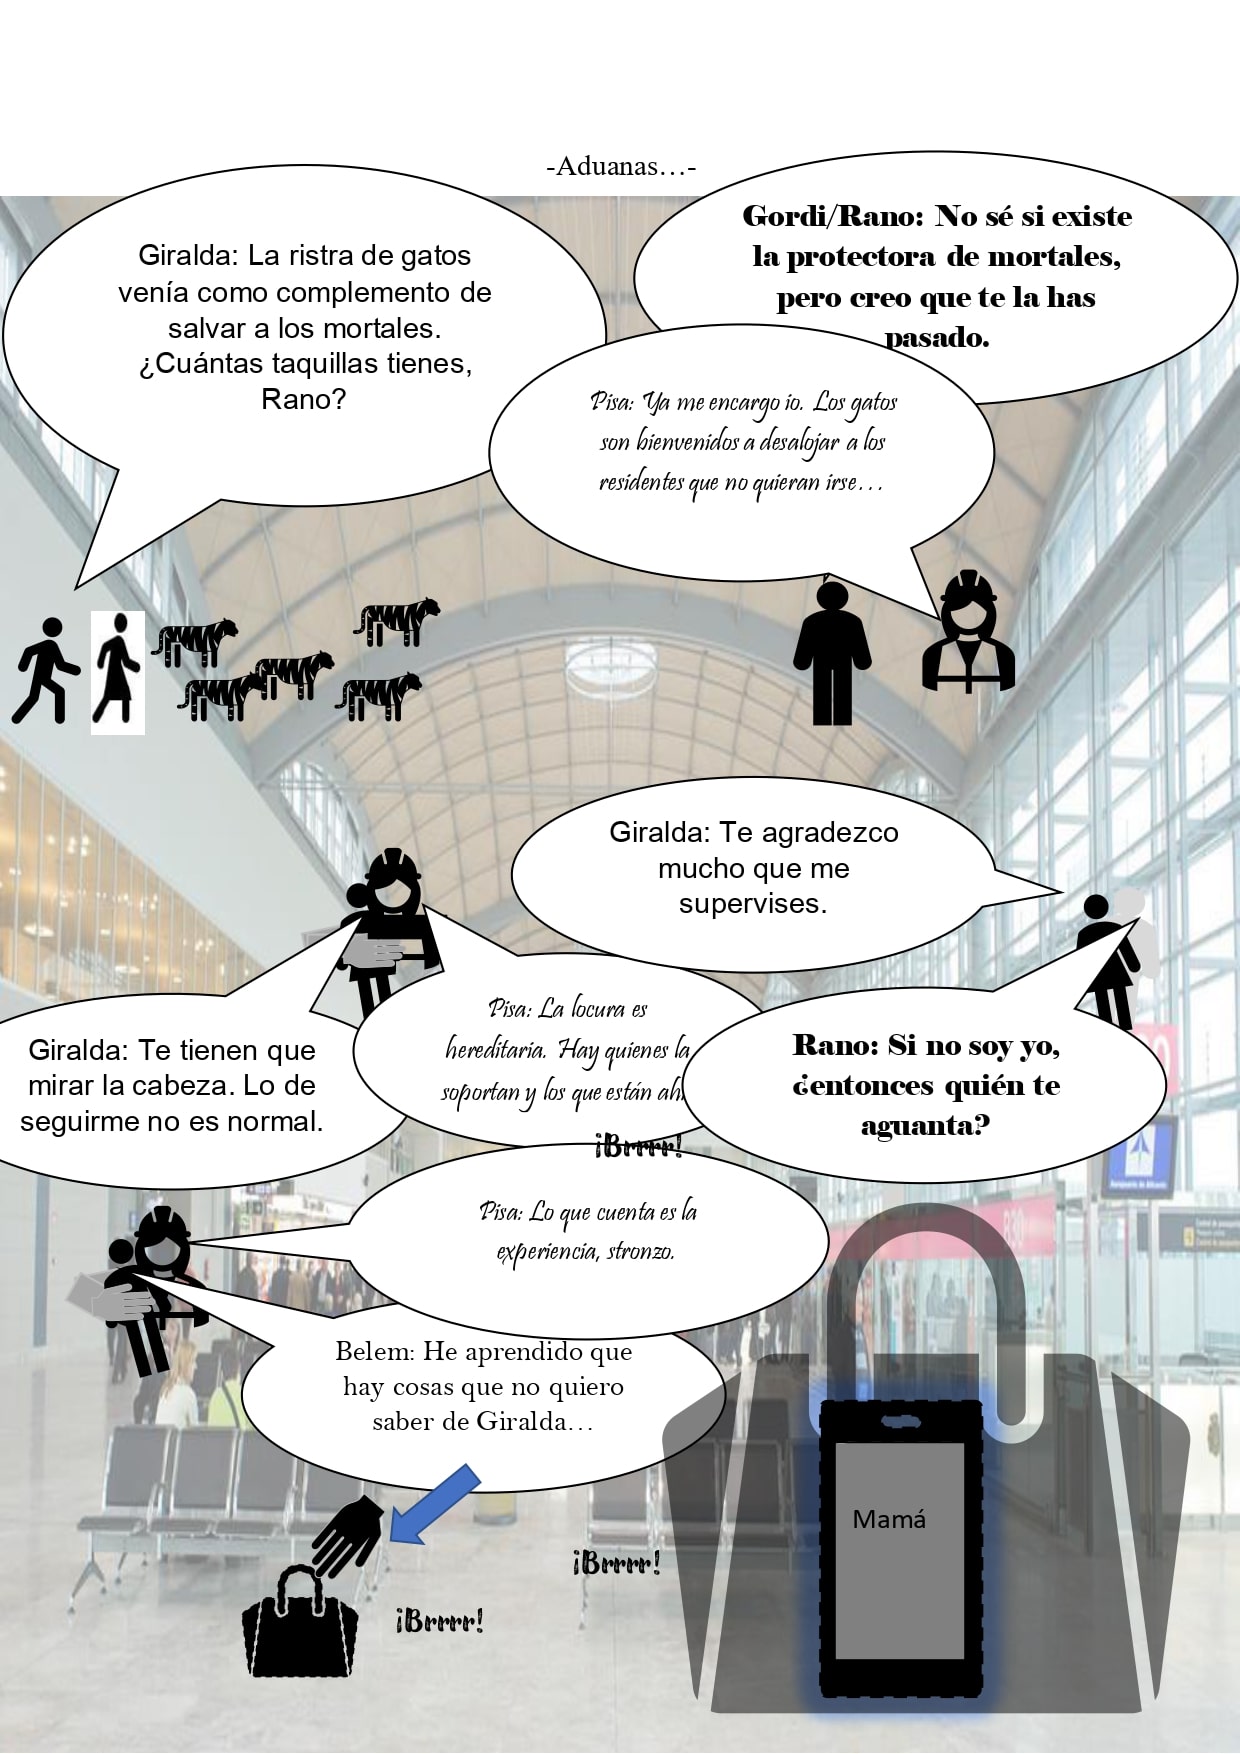 -Aduanas…-
Giralda: La ristra de gatos
venía como complemento de
salvar a los mortales.
¿Cuántas taquillas tienes,
Rano?
Gordi/Rano: No sé si existe
la protectora de mortales,
pero creo que te la has
pasado.
Pisa: Ya me encargo io. Los gatos
son bienvenidos a desalojar a los
residentes que no quieran irse…
Giralda: Te agradezco
mucho que me
supervises.
Giralda: Te tienen que
mirar la cabeza. Lo de
seguirme no es normal.
Pisa: La locura es
hereditaria. Hay quienes la
soportan y los que están
Rano: Si no soy yo,
¿entonces quién te
aguanta?
¡Brrrr!
Pisa: Lo que cuenta es la
experiencia, stronzo.
Belem: He aprendido que
hay cosas que no quiero
saber de Giralda…
Mamá
¡Brrrr!
¡Brrrr!